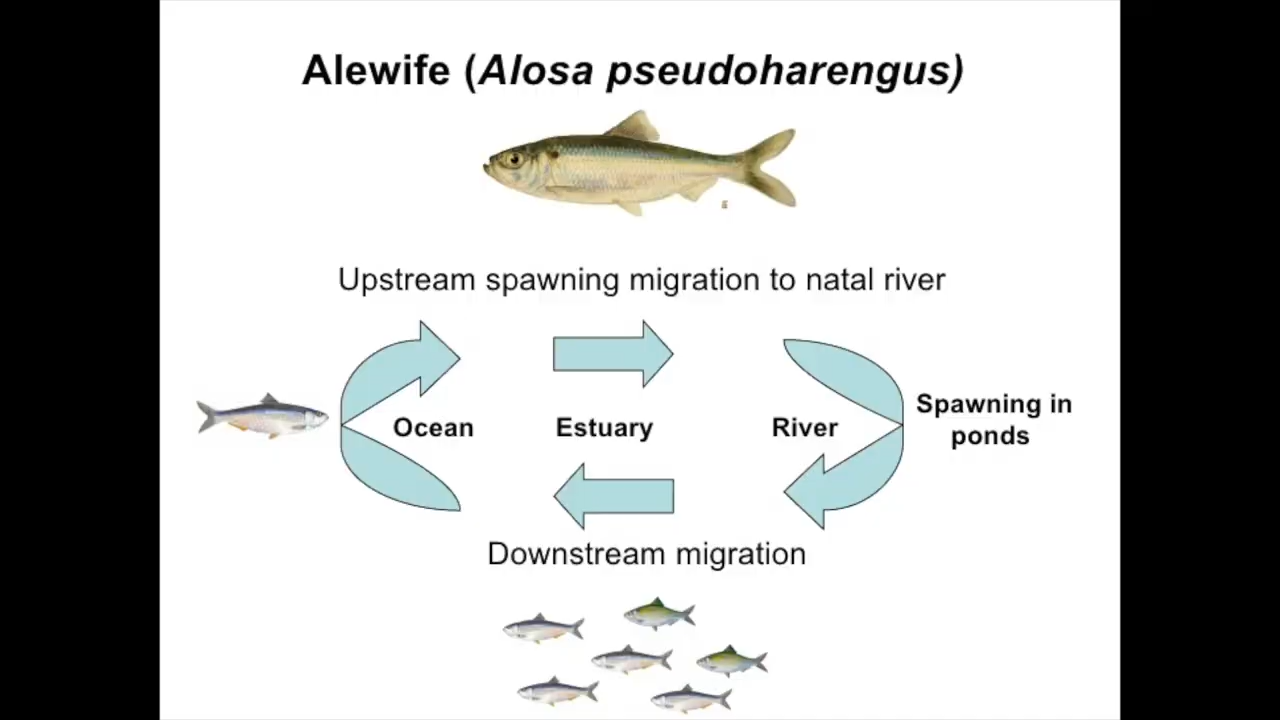 Alewife (Alosa pseudoharengus)
Upstream spawning migration to natal river
Ocean
Estuary
River
Spawning in
ponds
Downstream migration